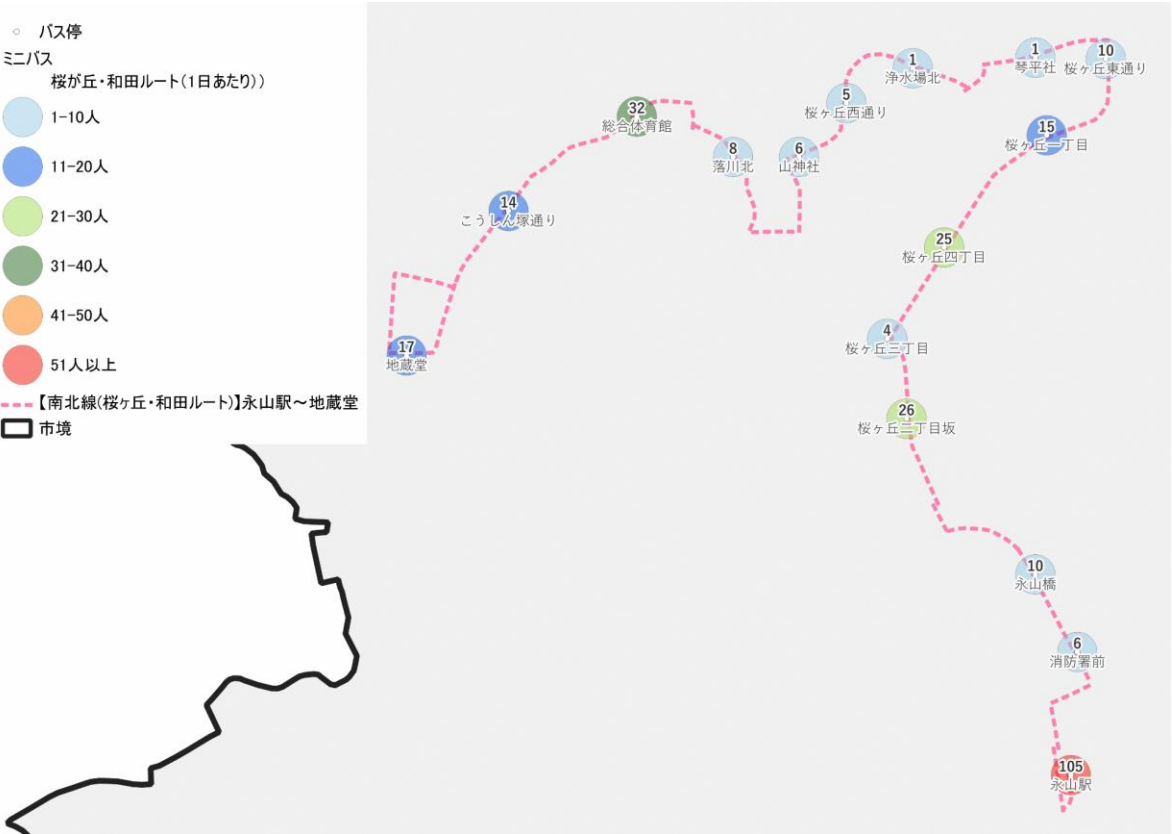 バス停
ミニバス
桜が丘・和田ルート(1日あたり))
1-10人
11-20人
21-30人
31-40人
41-50人
51人以上
【南北線(桜ヶ丘・和田ルート)】永山駅～地蔵堂
市境
1
琴平社
10
桜ヶ丘東通り
1
浄水場北
5
桜ヶ丘西通り
32
総合体育館
15
桜ヶ丘一丁目
8
落川北
6
山神社
14
こうしん塚通り
25
桜ヶ丘四丁目
4
桜ヶ丘三丁目
17
地蔵堂
26
桜ヶ丘二丁目坂
10
永山橋
6
消防署前
105
永山駅